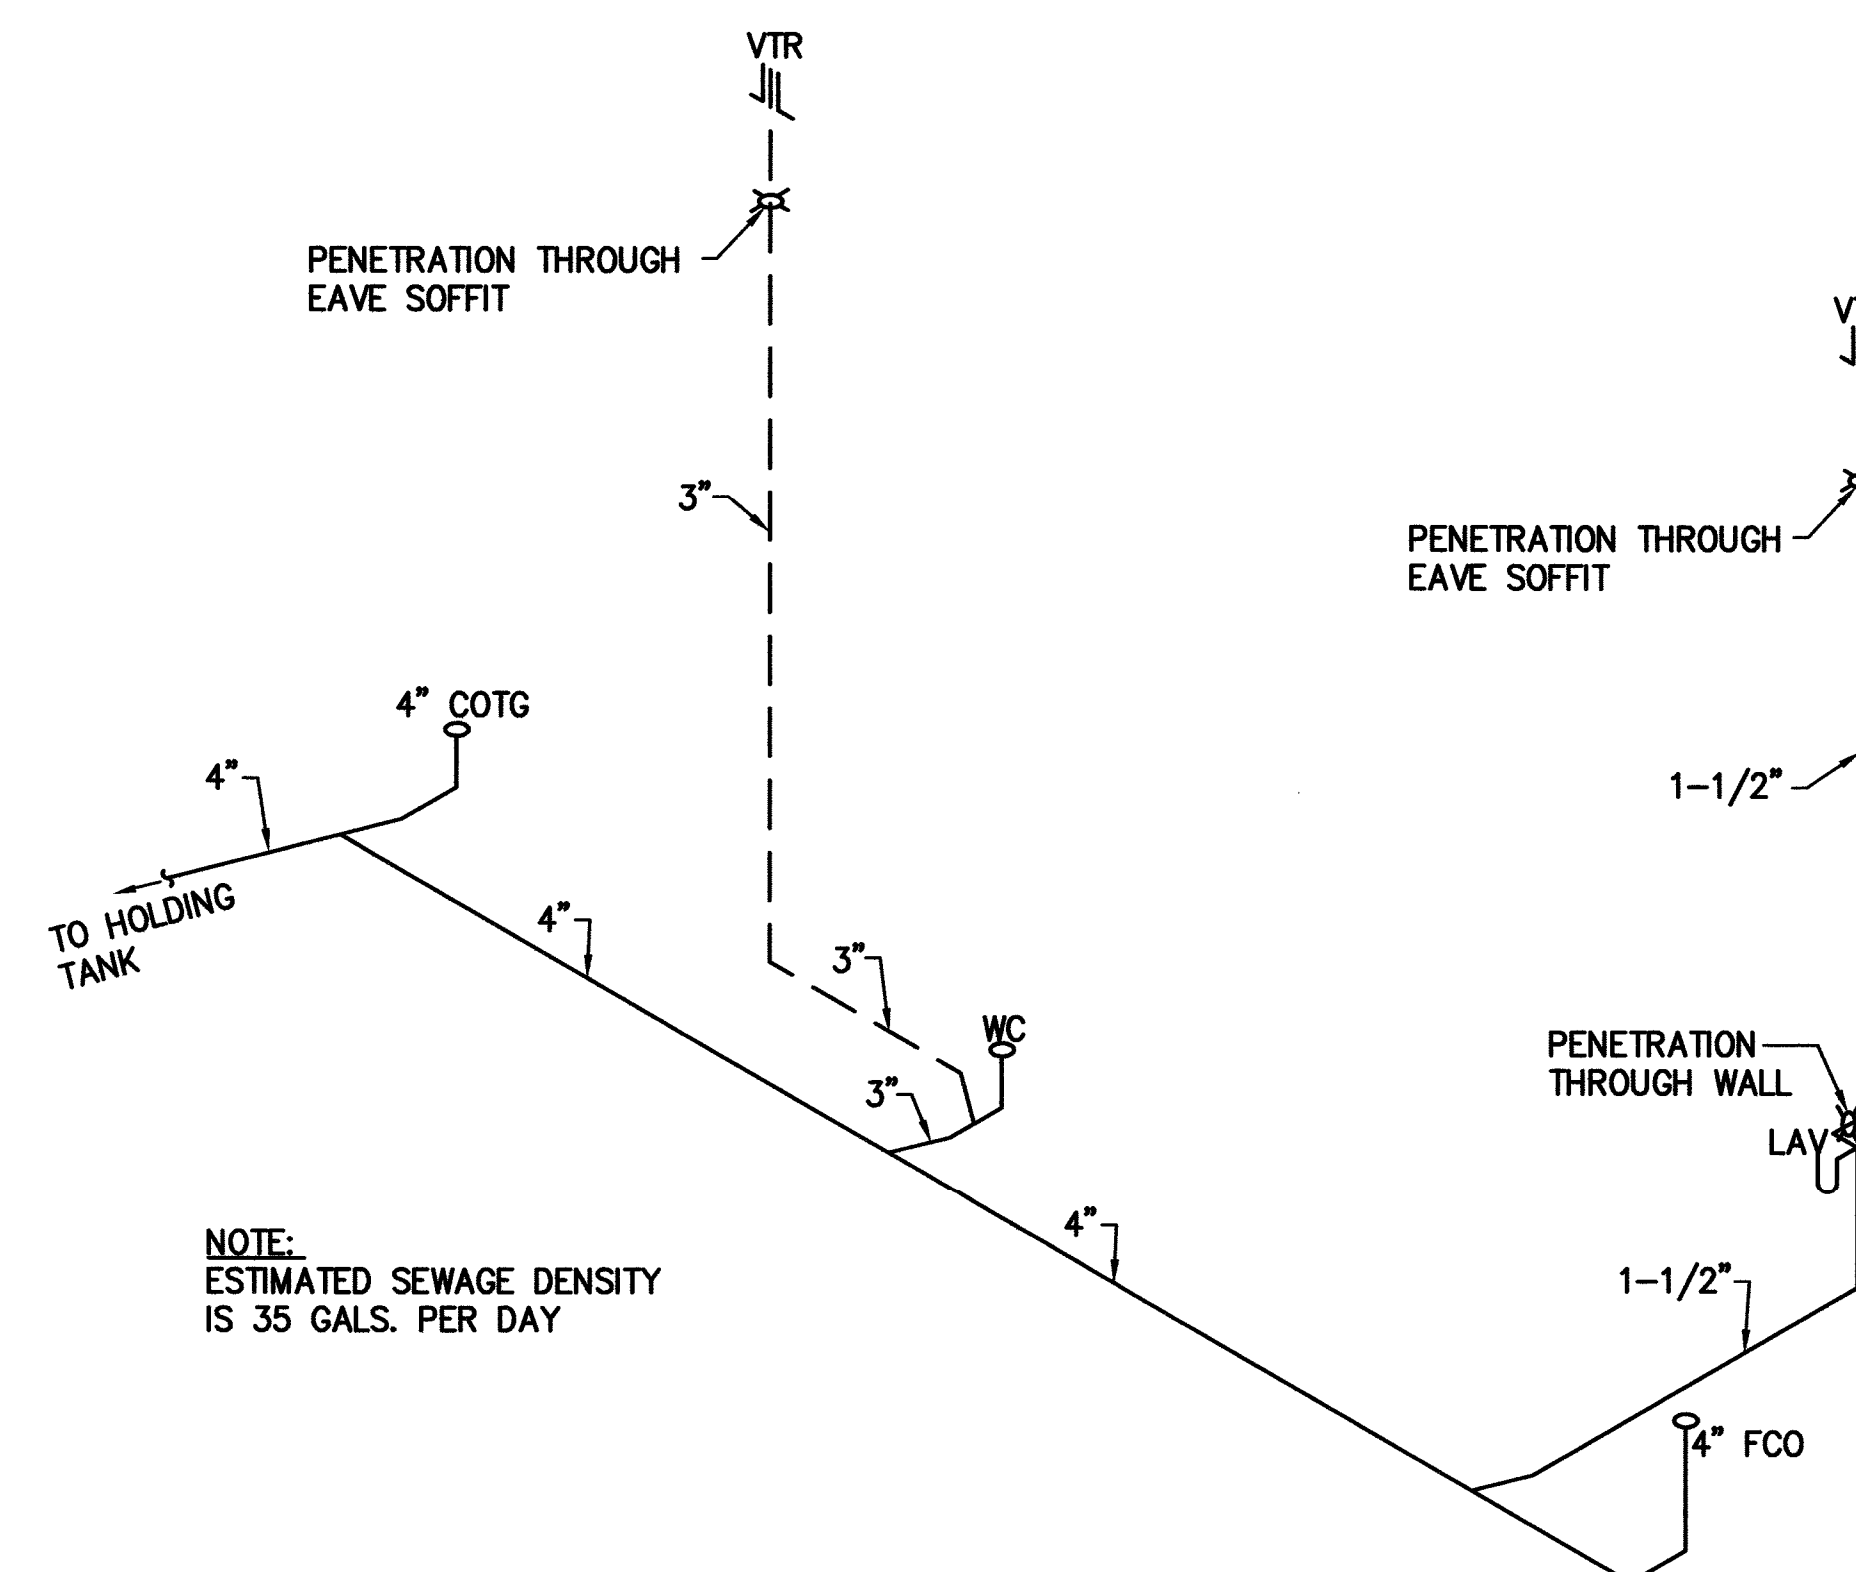 VTR
PENETRATION THROUGH
EAVE SOFFIT
3"
PENETRATION THROUGH
EAVE SOFFIT
4" COTG
4"
1-1/2"
TO HOLDING
TANK
4"
3"
WC
3"
PENETRATION
THROUGH WALL
LAV
4"
1-1/2"
NOTE:
ESTIMATED SEWAGE DENSITY
IS 35 GALS. PER DAY
4" FCO